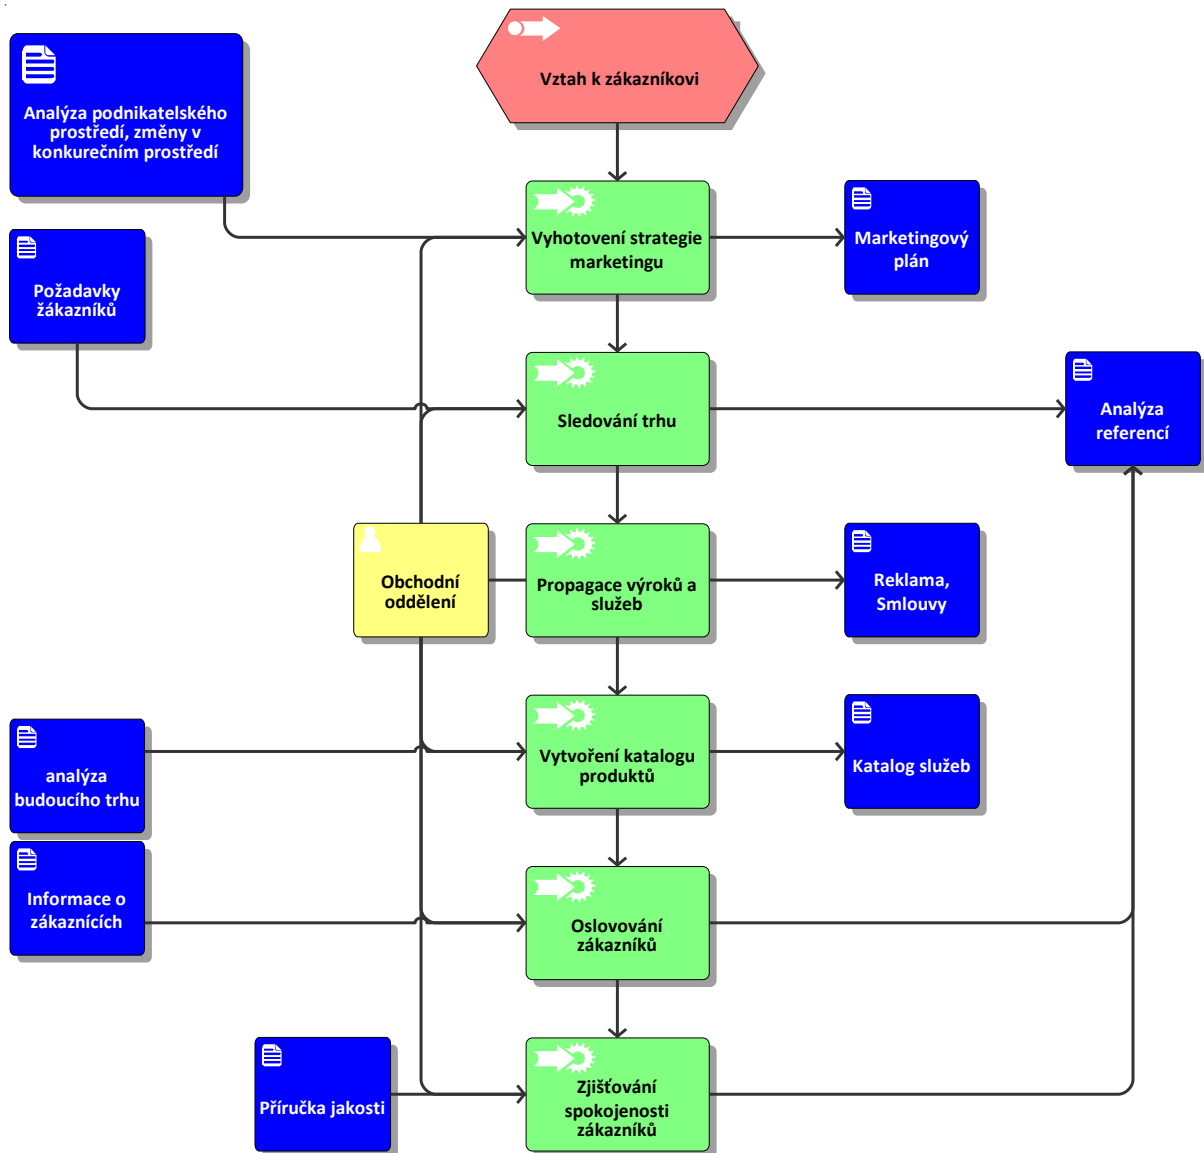 Vztah k zákazníkovi
Analýza podnikatelského
prostředí, změny v
konkurečním prostředí
Vyhotovení strategie
marketingu
Marketingový
plán
Požadavky
žákazníků
Sledování trhu
Analýza
referencí
Obchodní
oddělení
Propagace výroků a
služeb
Reklama,
Smlouvy
analýza
budoucího trhu
Vytvoření katalogu
produktů
Katalog služeb
Informace o
zákaznících
Oslovování
zákazníků
Příručka jakosti
Zjišťování
spokojenosti
zákazníků